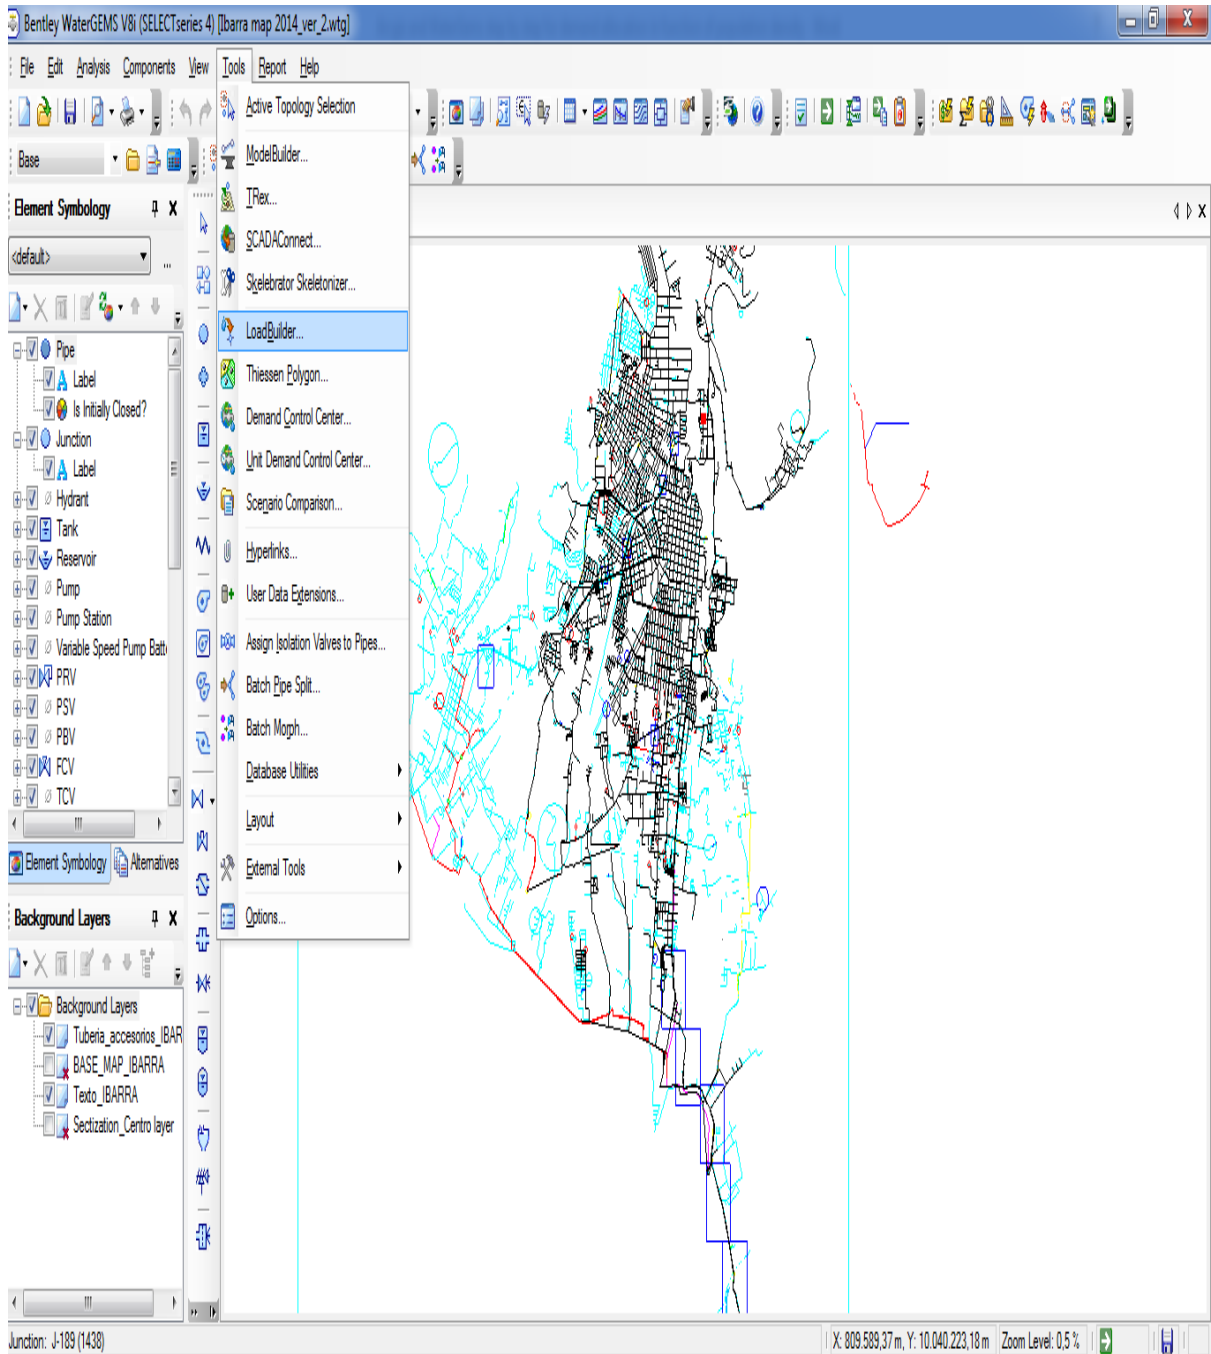 Bentley WaterGEMS V8i (SELECTseries 4) [Ibarra map 2014_ver_2.wtg]
File Edit Analysis Components View Tools Report Help
Base
Active Topology Selection
ModelBuilder...
TRex...
SCADAConnect...
Skelebrator Skeletonizer...
LoadBuilder...
Thiessen Polygon...
Demand Control Center...
Unit Demand Control Center...
Scenario Comparison...
Hyperlinks...
User Data Extensions...
Assign Isolation Valves to Pipes...
Batch Pipe Split...
Batch Morph...
Database Utilities
Layout
External Tools
Options...
Element Symbology
<default>
...
Pipe
Label
Is Initially Closed?
Junction
Label
Hydrant
Tank
Reservoir
Pump
Pump Station
Variable Speed Pump Batt
PRV
PSV
PBV
FCV
TCV
Element Symbology Alternatives
Background Layers
Background Layers
Tuberia_accesorios_IBAR
BASE_MAP_IBARRA
Texto_IBARRA
Sectization_Centro layer
Junction: J-189 (1438)
X: 809.589,37 m, Y: 10.040.223,18 m Zoom Level: 0,5 %